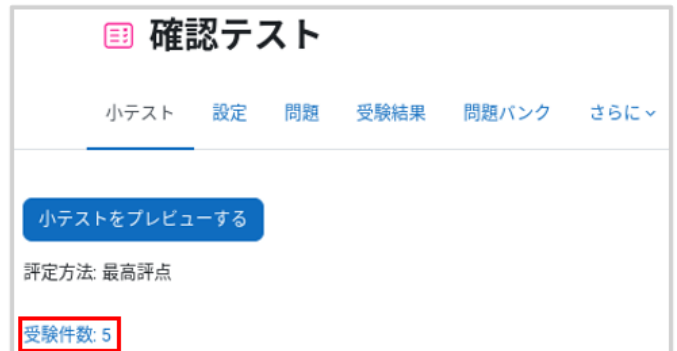 確認テスト
小テスト 設定 問題 受験結果 問題バンク さらに
小テストをプレビューする
評定方法: 最高評点
受験件数: 5